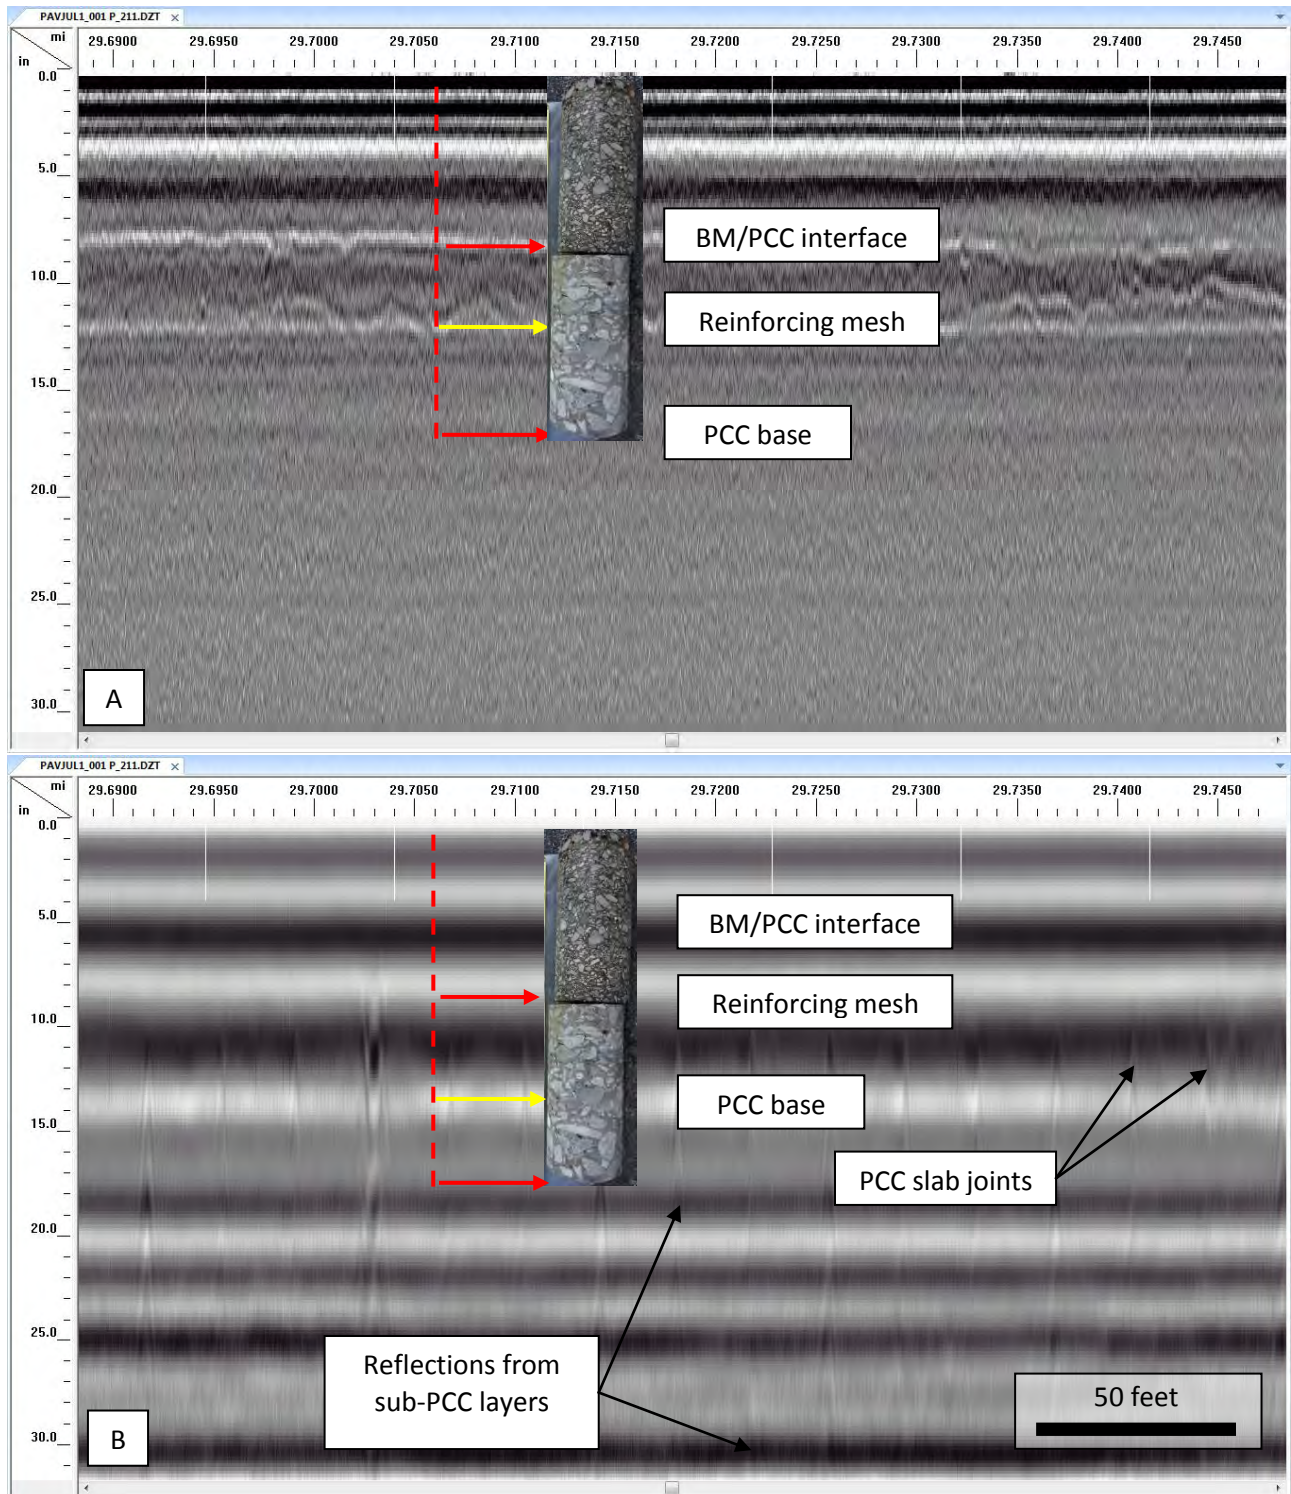 PAVJUL1_001 P_211.DZT
mi
in
29.6900 29.6950 29.7000 29.7050 29.7100 29.7150 29.7200 29.7250 29.7300 29.7350 29.7400 29.7450
0.0
5.0
BM/PCC interface
10.0
Reinforcing mesh
15.0
PCC base
20.0
25.0
30.0
A
PAVJUL1_001 P_211.DZT
mi
in
29.6900 29.6950 29.7000 29.7050 29.7100 29.7150 29.7200 29.7250 29.7300 29.7350 29.7400 29.7450
0.0
5.0
BM/PCC interface
Reinforcing mesh
10.0
PCC base
15.0
PCC slab joints
20.0
25.0
Reflections from
sub-PCC layers
50 feet
30.0
B